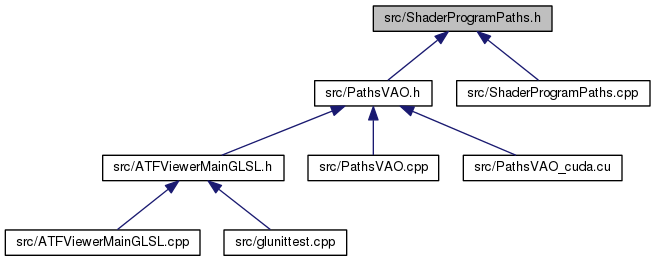 src/ShaderProgramPaths.h
src/PathsVAO.h
src/ShaderProgramPaths.cpp
src/ATFViewerMainGLSL.h
src/PathsVAO.cpp
src/PathsVAO_cuda.cu
src/ATFViewerMainGLSL.cpp
src/glunittest.cpp